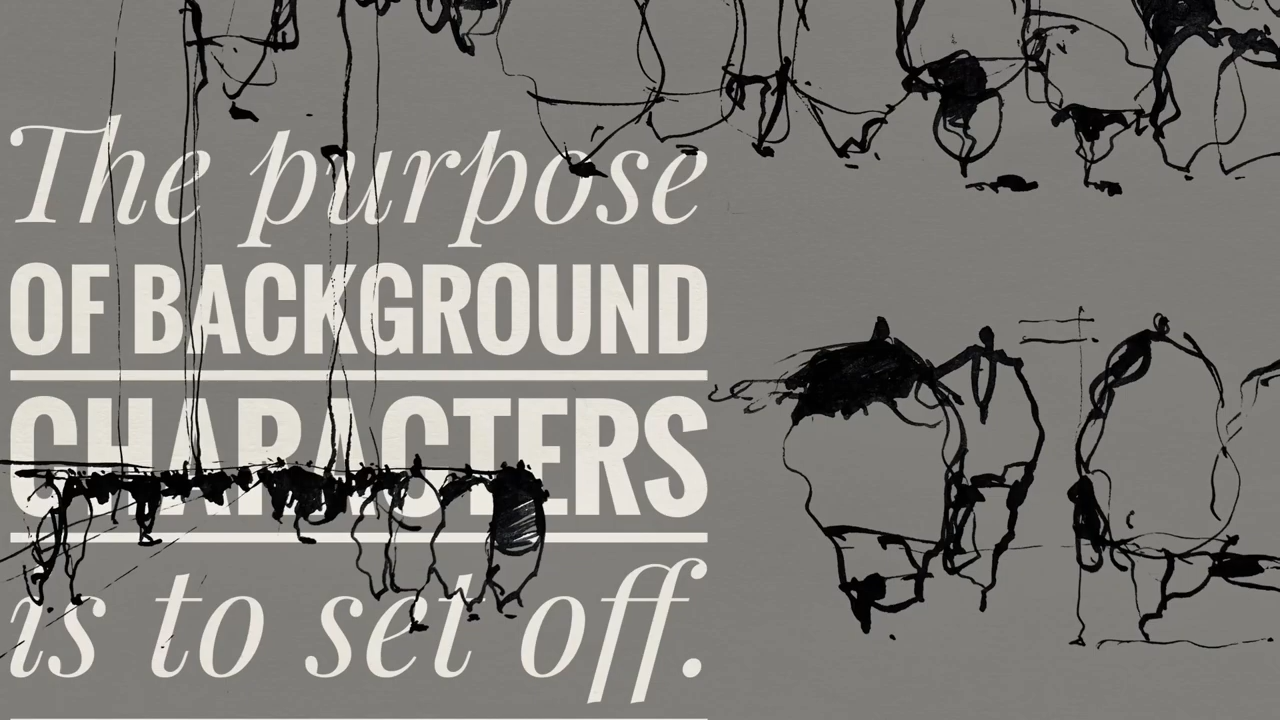 The purpose
OF BACKGROUND
CHARACTERS
is to set off.